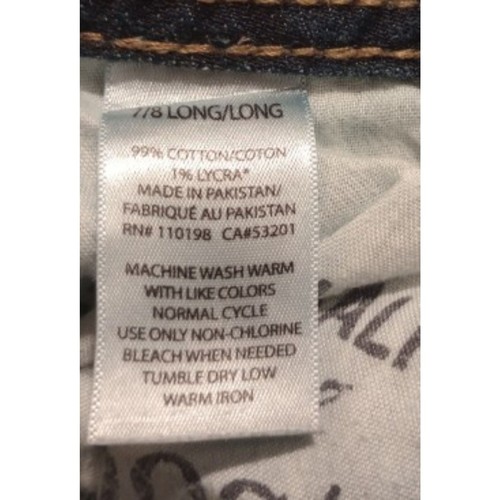 7/8 LONG/LONG
99% COTTON/COTON
1% LYCRA*
MADE IN PAKISTAN/
FABRIQUÉ AU PAKISTAN
RN# 110198 CA#53201
MACHINE WASH WARM
WITH LIKE COLORS
NORMAL CYCLE
USE ONLY NON-CHLORINE
BLEACH WHEN NEEDED
TUMBLE DRY LOW
WARM IRON